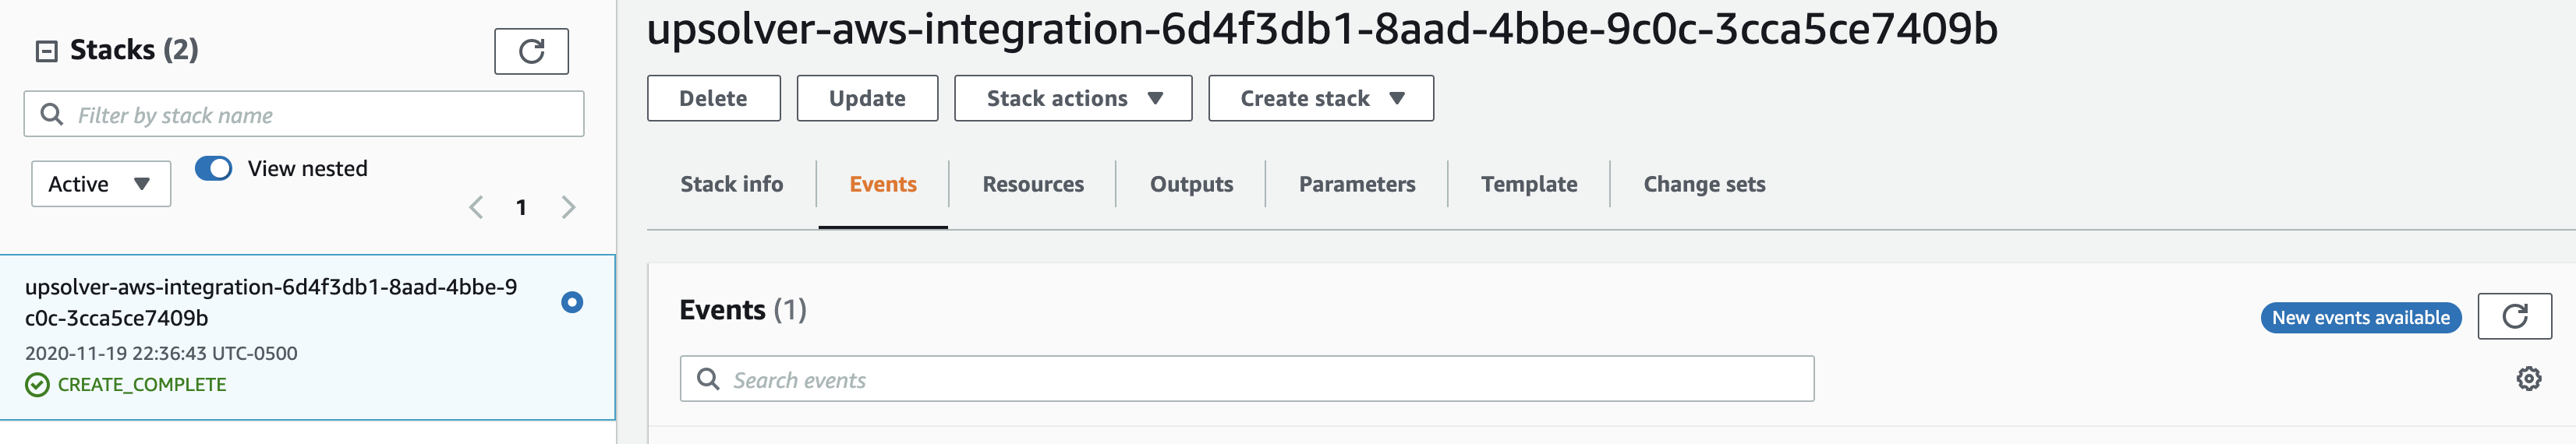 Stacks (2)
Filter by stack name
Active
View nested
1
upsolver-aws-integration-6d4f3db1-8aad-4bbe-9
c0c-3cca5ce7409b
2020-11-19 22:36:43 UTC-0500
CREATE_COMPLETE
upsolver-aws-integration-6d4f3db1-8aad-4bbe-9c0c-3cca5ce7409b
Delete
Update
Stack actions
Create stack
Stack info
Events
Resources
Outputs
Parameters
Template
Change sets
Events (1)
New events available
Search events